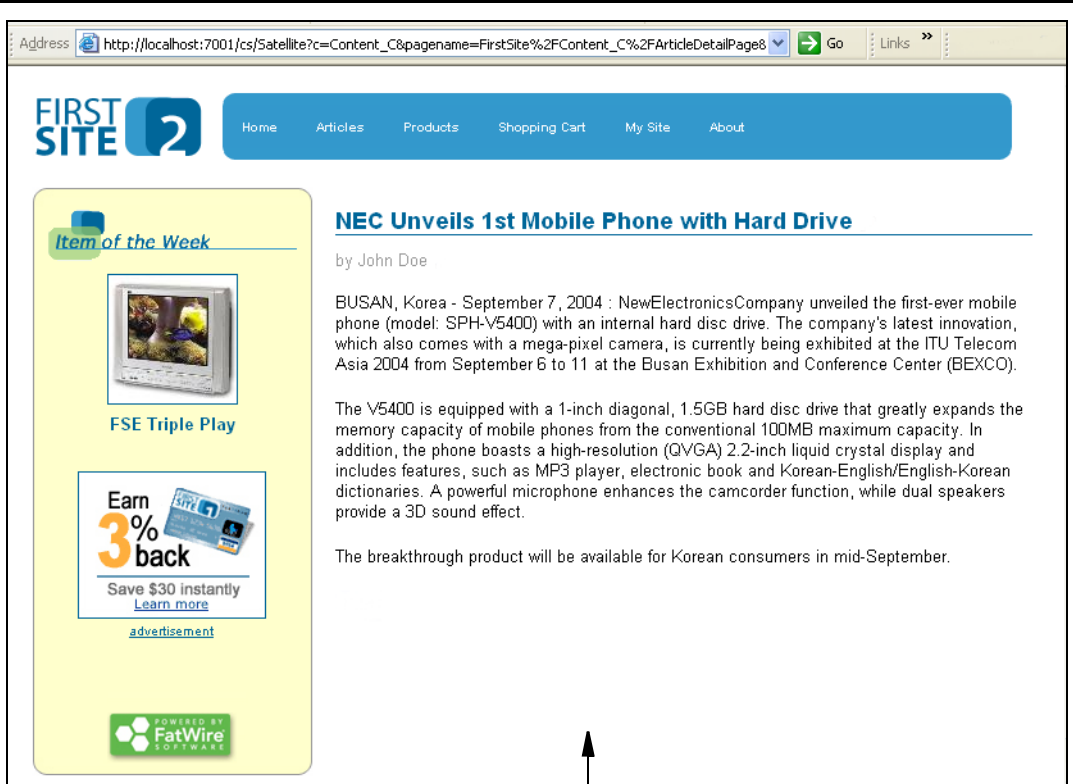 Address http://localhost:7001/cs/Satellite?c=Content_C&pagename=FirstSite%2FContent_C%2FArticleDetailPage& Go Links »
FIRST
SITE 2
Home Articles Products Shopping Cart My Site About
Item of the Week
FSE Triple Play
Earn
3%
back
Save $30 instantly
Learn more
advertisement
POWERED BY
FatWire
SOFTWARE
NEC Unveils 1st Mobile Phone with Hard Drive
by John Doe
BUSAN, Korea - September 7, 2004 : NewElectronicsCompany unveiled the first-ever mobile
phone (model: SPH-V5400) with an internal hard disc drive. The company's latest innovation,
which also comes with a mega-pixel camera, is currently being exhibited at the ITU Telecom
Asia 2004 from September 6 to 11 at the Busan Exhibition and Conference Center (BEXCO).
The V5400 is equipped with a 1-inch diagonal, 1.5GB hard disc drive that greatly expands the
memory capacity of mobile phones from the conventional 100MB maximum capacity. In
addition, the phone boasts a high-resolution (QVGA) 2.2-inch liquid crystal display and
includes features, such as MP3 player, electronic book and Korean-English/English-Korean
dictionaries. A powerful microphone enhances the camcorder function, while dual speakers
provide a 3D sound effect.
The breakthrough product will be available for Korean consumers in mid-September.